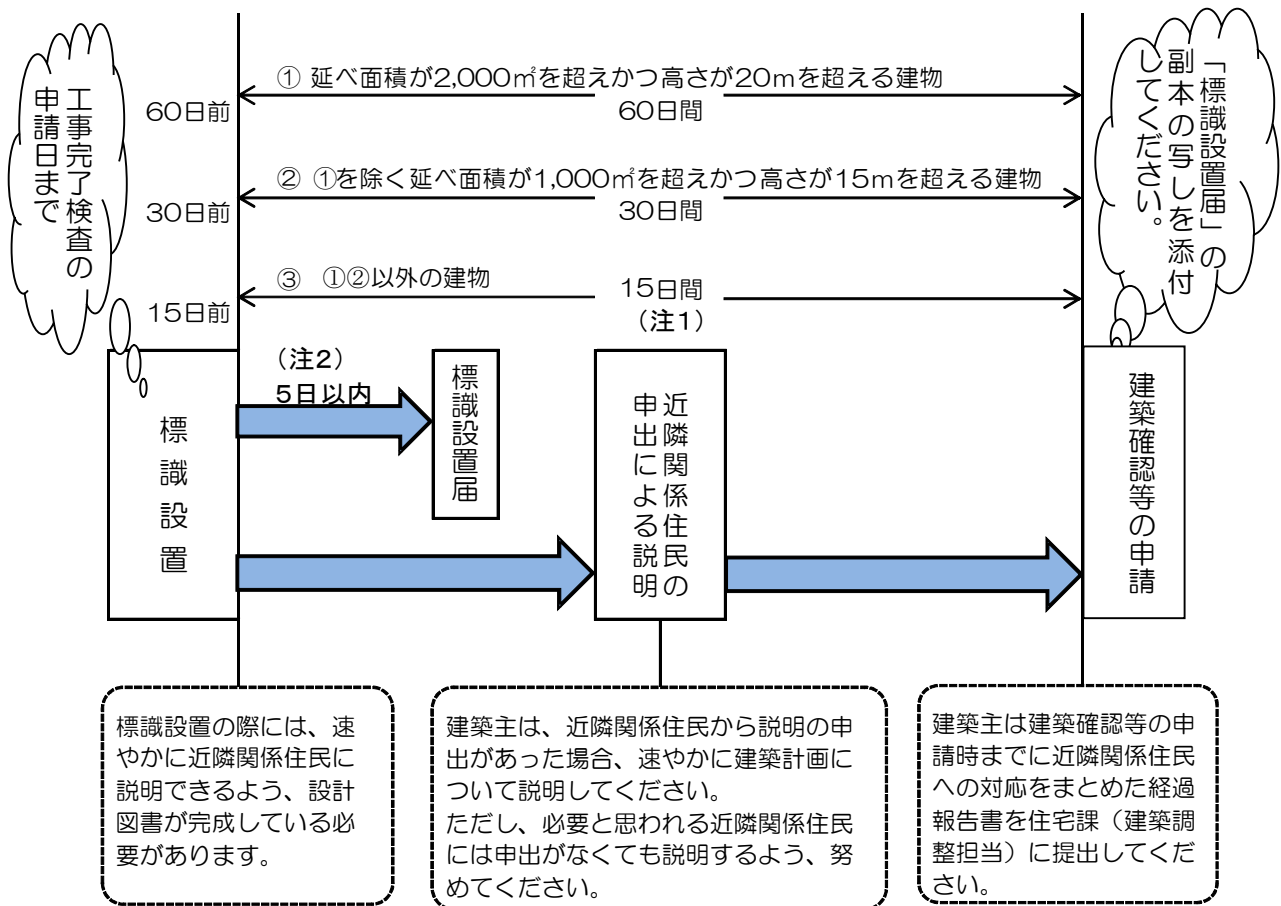 工事完了検査の
申請日まで
① 延べ面積が2,000㎡を超えかつ高さが20mを超える建物
60日前
60日間
② ①を除く延べ面積が1,000㎡を超えかつ高さが15mを超える建物
30日前
30日間
③ ①②以外の建物
15日前
15日間
（注1）
「標識設置届」の
副本の写しを添付
してください。
標識設置
（注2）
5日以内
標識設置届
近隣関係住民の
申出による説明
建築確認等の申請
標識設置の際には、速
やかに近隣関係住民に
説明できるよう、設計
図書が完成している必
要があります。
建築主は、近隣関係住民から説明の申
出があった場合、速やかに建築計画に
ついて説明してください。
ただし、必要と思われる近隣関係住民
には申出がなくても説明するよう、努
めてください。
建築主は建築確認等の申
請時までに近隣関係住民
への対応をまとめた経過
報告書を住宅課（建築調
整担当）に提出してくだ
さい。